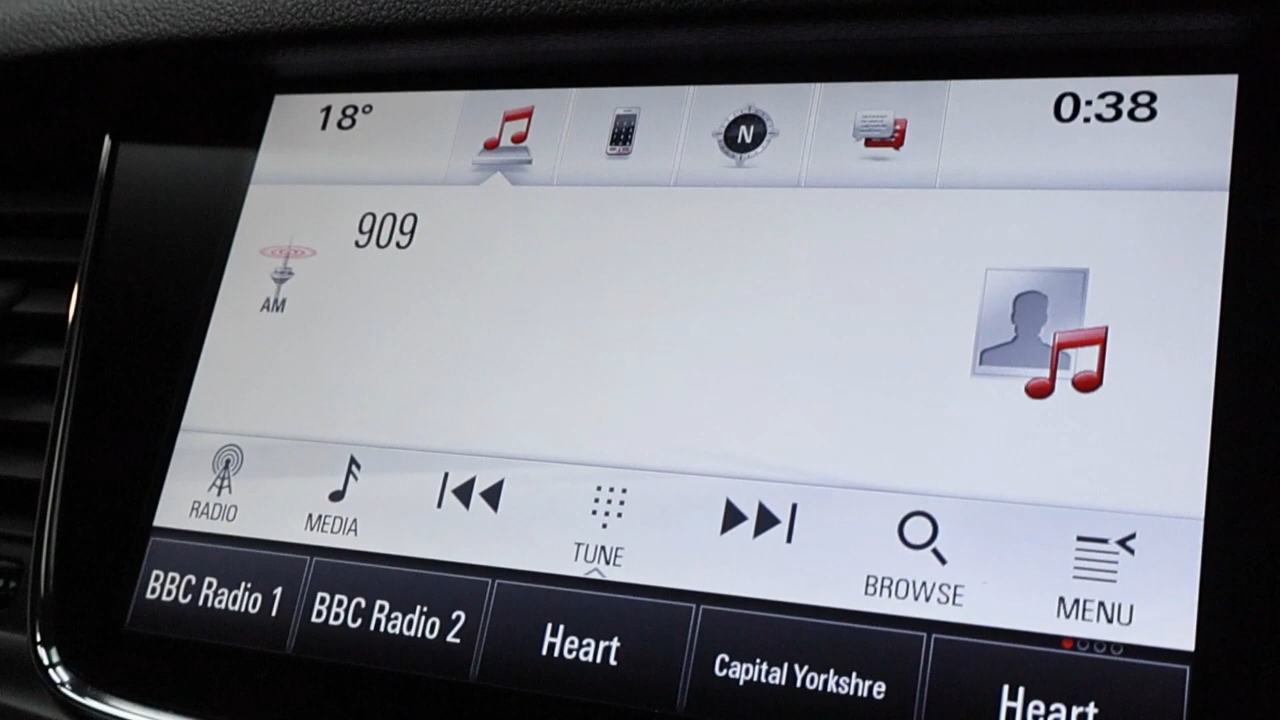 18°
N
0:38
909
AM
RADIO
MEDIA
TUNE
BROWSE
MENU
BBC Radio 1
BBC Radio 2
Heart
Capital Yorkshre
Heart